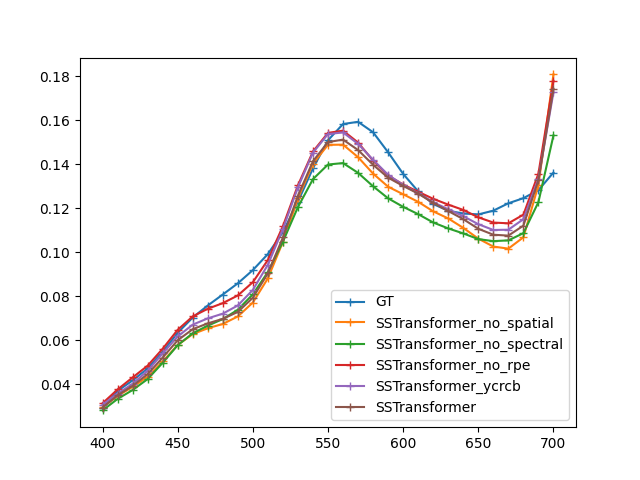 0.18
0.16
0.14
0.12
0.10
0.08
0.06
0.04
GT
SSTransformer_no_spatial
SSTransformer_no_spectral
SSTransformer_no_rpe
SSTransformer_ycrcb
SSTransformer
400 450 500 550 600 650 700